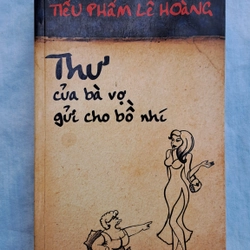 TIỂU PHẨM LÊ HOÀNG
Thư
của bà vợ
gửi cho bồ nhí